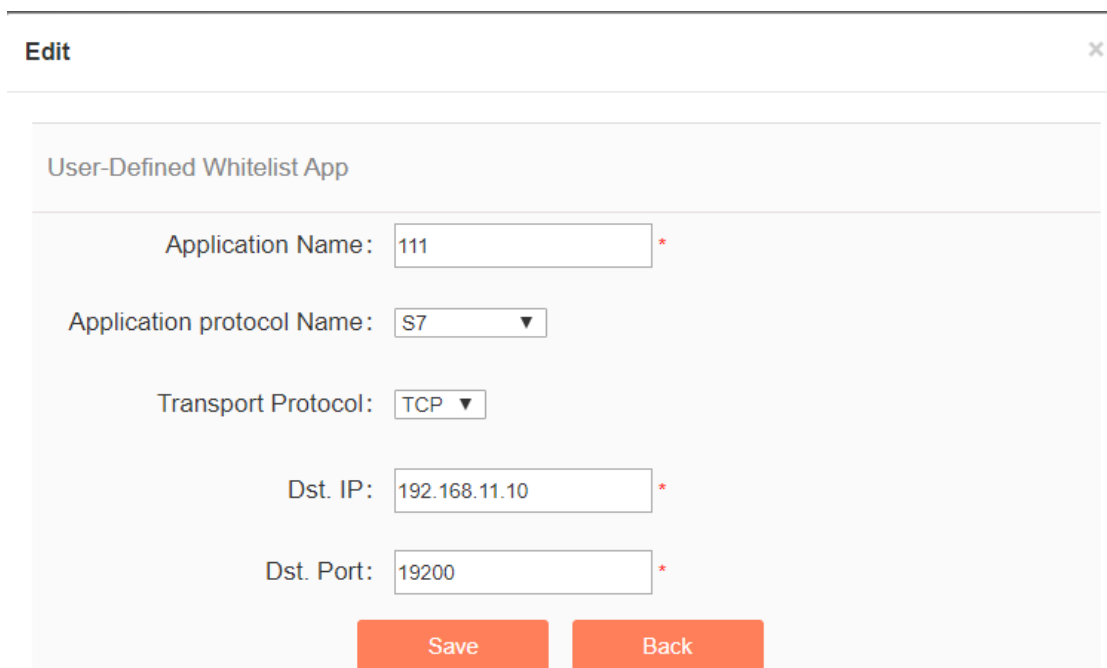 Edit ×
User-Defined Whitelist App
Application Name: 111 *
Application protocol Name: S7 ▼
Transport Protocol: TCP ▼
Dst. IP: 192.168.11.10 *
Dst. Port: 19200 *
Save Back